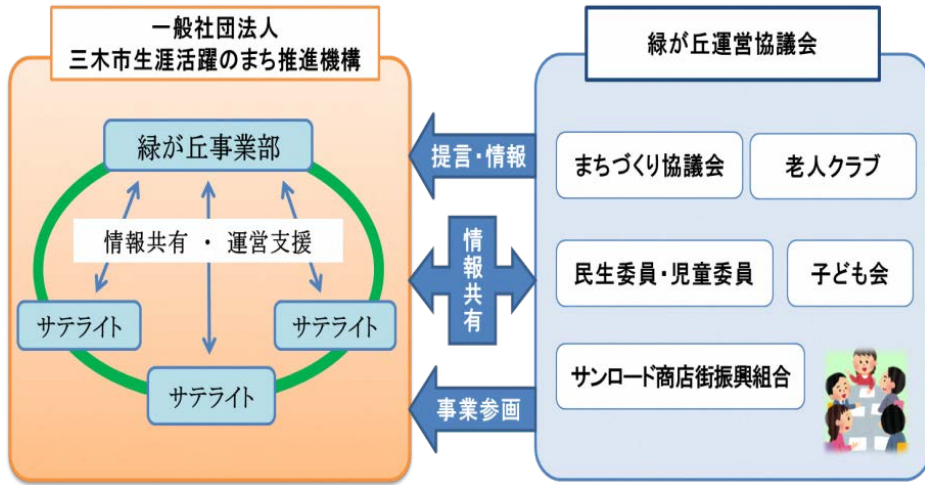 一般社団法人
三木市生涯活躍のまち推進機構
緑が丘事業部
情報共有 ・ 運営支援
サテライト
サテライト
サテライト
提言・情報
情報共有
事業参画
緑が丘運営協議会
まちづくり協議会
老人クラブ
民生委員・児童委員
子ども会
サンロード商店街振興組合